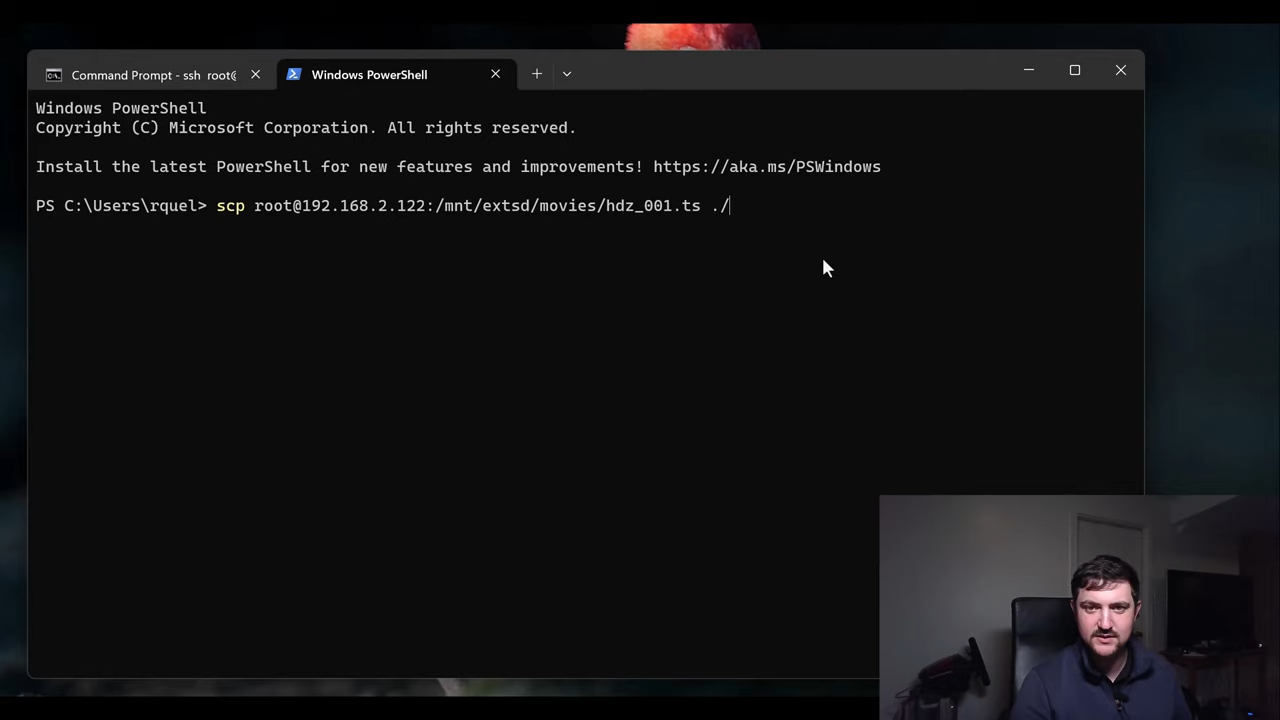 Command Prompt - ssh root@
Windows PowerShell
Windows PowerShell
Copyright (C) Microsoft Corporation. All rights reserved.
Install the latest PowerShell for new features and improvements! https://aka.ms/PSWindows
PS C:\Users\rquel> scp root@192.168.2.122:/mnt/extsd/movies/hdz_001.ts ./